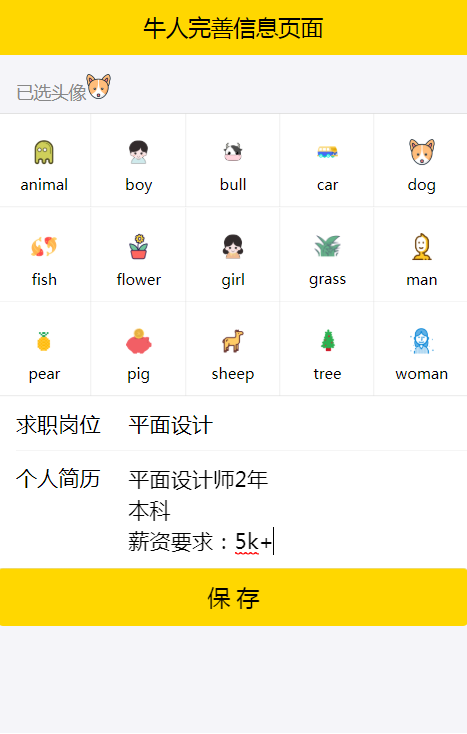 牛人完善信息页面
已选头像
animal boy bull car dog
fish flower girl grass man
pear pig sheep tree woman
求职岗位 平面设计
个人简历 平面设计师2年
本科
薪资要求：5k+
保存